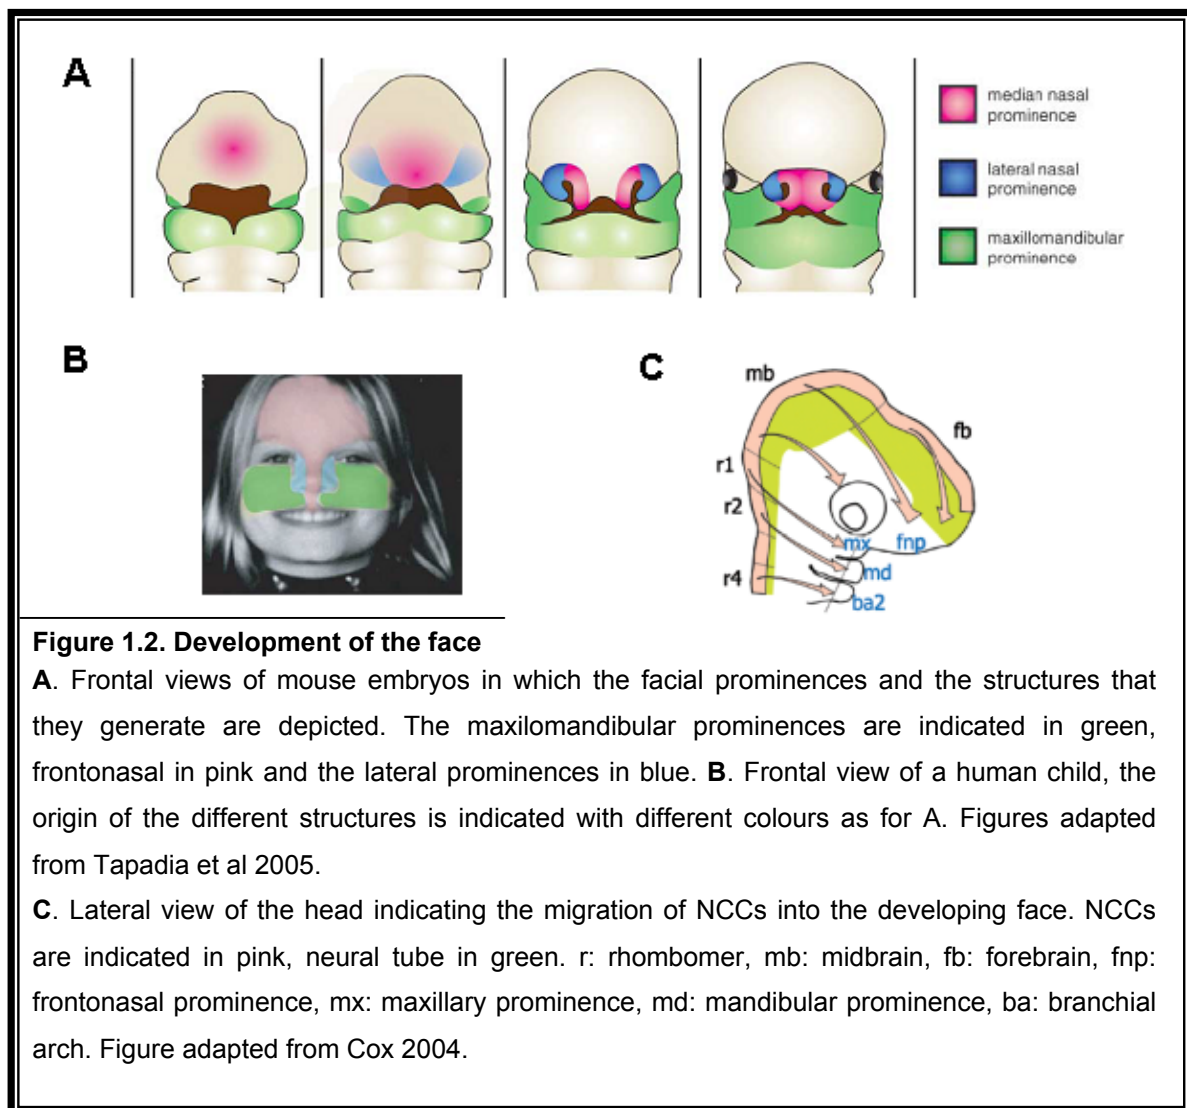 A
median nasal
prominence
lateral nasal
prominence
maxillomandibular
prominence
B
C
mb
fb
r1
r2
mx
fnp
r4
md
ba2
Figure 1.2. Development of the face
A. Frontal views of mouse embryos in which the facial prominences and the structures that
they generate are depicted. The maxilomandibular prominences are indicated in green,
frontonasal in pink and the lateral prominences in blue. B. Frontal view of a human child, the
origin of the different structures is indicated with different colours as for A. Figures adapted
from Tapadia et al 2005.
C. Lateral view of the head indicating the migration of NCCs into the developing face. NCCs
are indicated in pink, neural tube in green. r: rhombomer, mb: midbrain, fb: forebrain, fnp:
frontonasal prominence, mx: maxillary prominence, md: mandibular prominence, ba: branchial
arch. Figure adapted from Cox 2004.